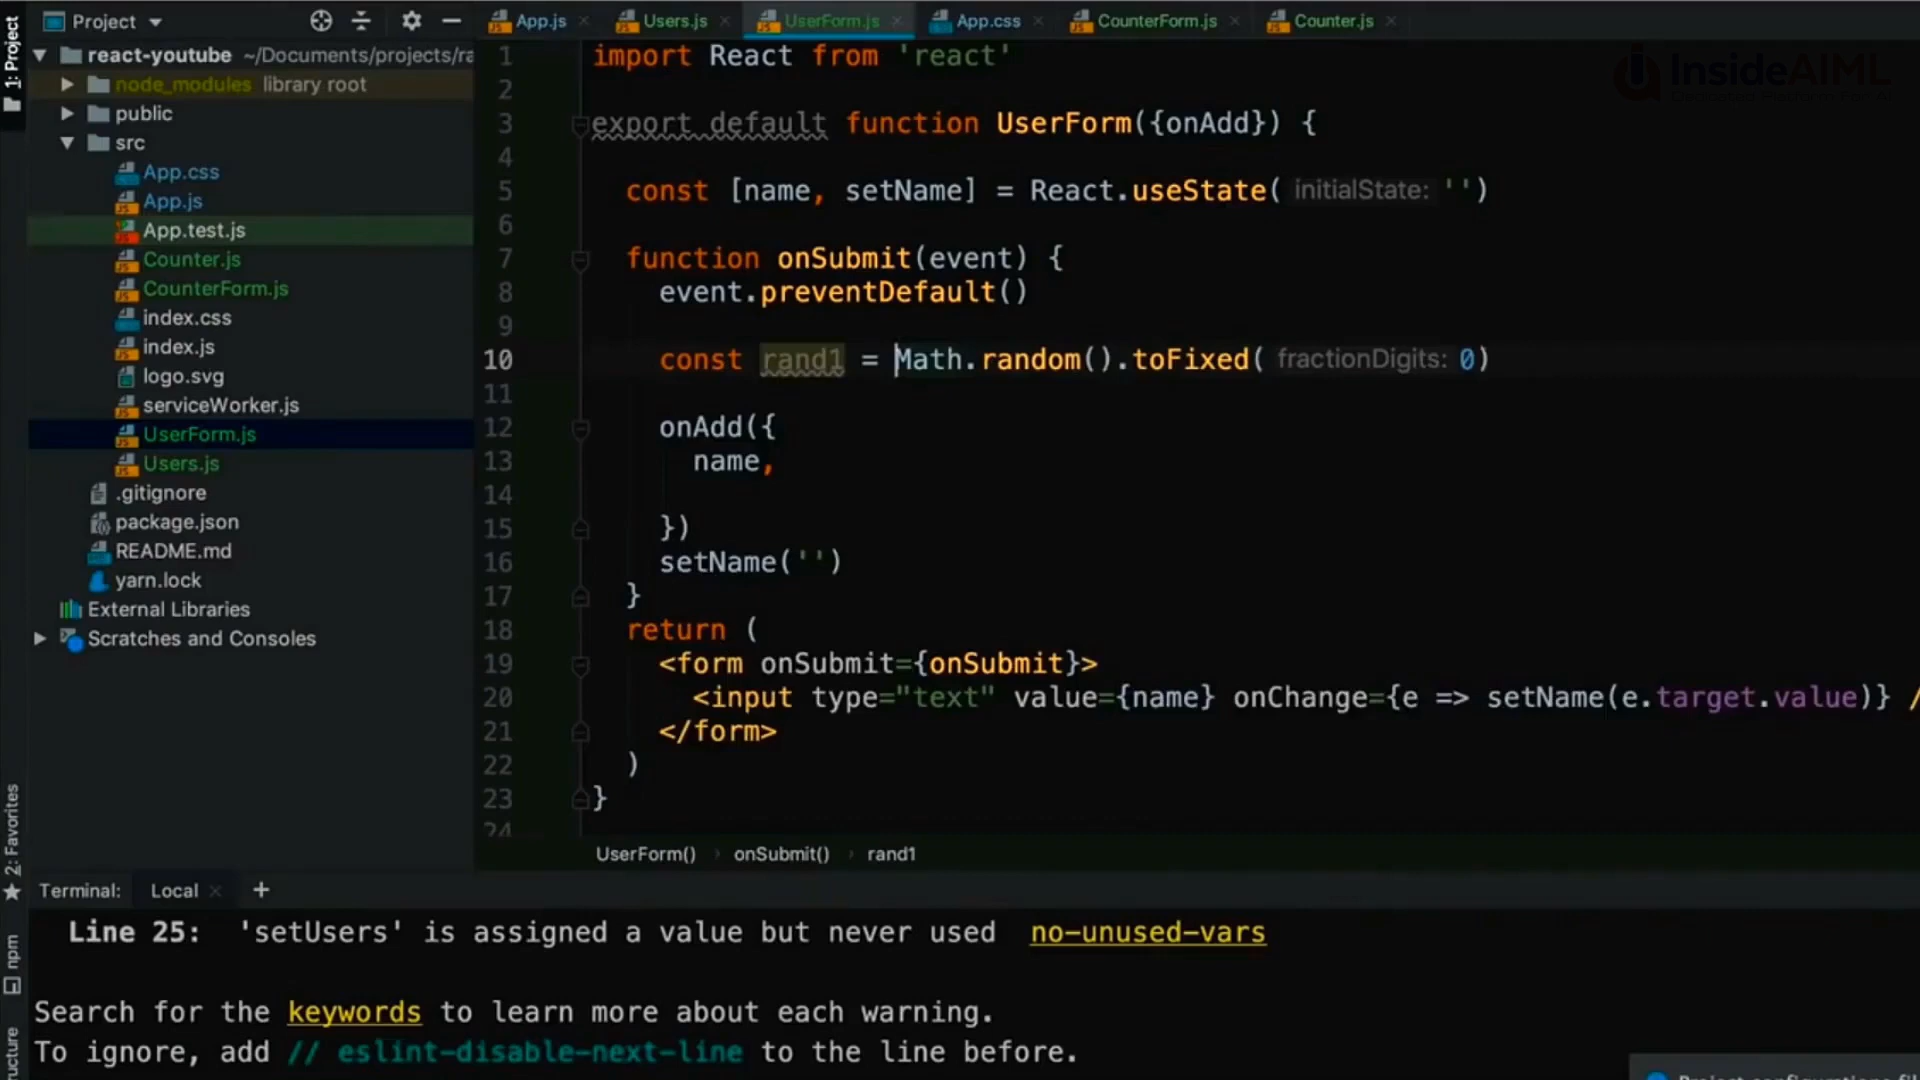 1: Project
Project
react-youtube ~/Documents/projects/ra
node_modules library root
public
src
App.css
App.js
App.test.js
Counter.js
CounterForm.js
index.css
index.js
logo.svg
serviceWorker.js
UserForm.js
Users.js
.gitignore
package.json
README.md
yarn.lock
External Libraries
Scratches and Consoles
2: Favorites
npm
App.js
Users.js
UserForm.js
App.css
CounterForm.js
Counter.js
InsideAIML
1 import React from 'react'
2
3 export default function UserForm({onAdd}) {
4
5 const [name, setName] = React.useState( initialState: '')
6
7 function onSubmit(event) {
8 event.preventDefault()
9
10 const rand1 = Math.random().toFixed( fractionDigits: 0)
11
12 onAdd({
13 name,
14
15 })
16 setName('')
17 }
18 return (
19 <form onSubmit={onSubmit}>
20 <input type="text" value={name} onChange={e => setName(e.target.value)} /
21 </form>
22 )
23 }
24
UserForm() › onSubmit() › rand1
Terminal: Local +
Line 25: 'setUsers' is assigned a value but never used no-unused-vars
Search for the keywords to learn more about each warning.
To ignore, add // eslint-disable-next-line to the line before.